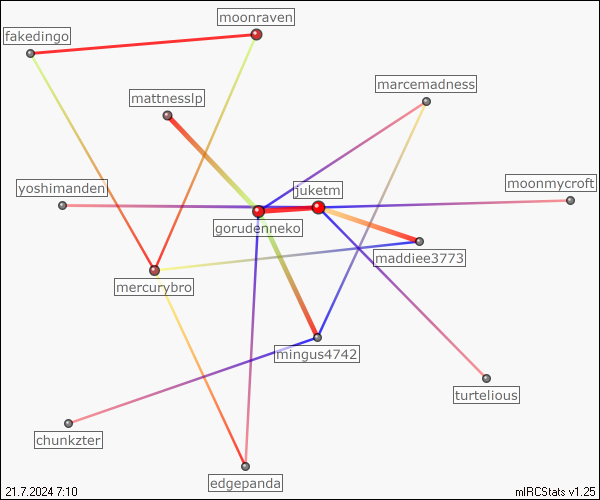 moonraven
fakedingo
marcemadness
mattnesslp
moonmycroft
yoshimanden
juketm
gorudenneko
maddiee3773
mercurybro
mingus4742
turtelious
chunkzter
edgepanda
21.7.2024 7:10
mIRCStats v1.25